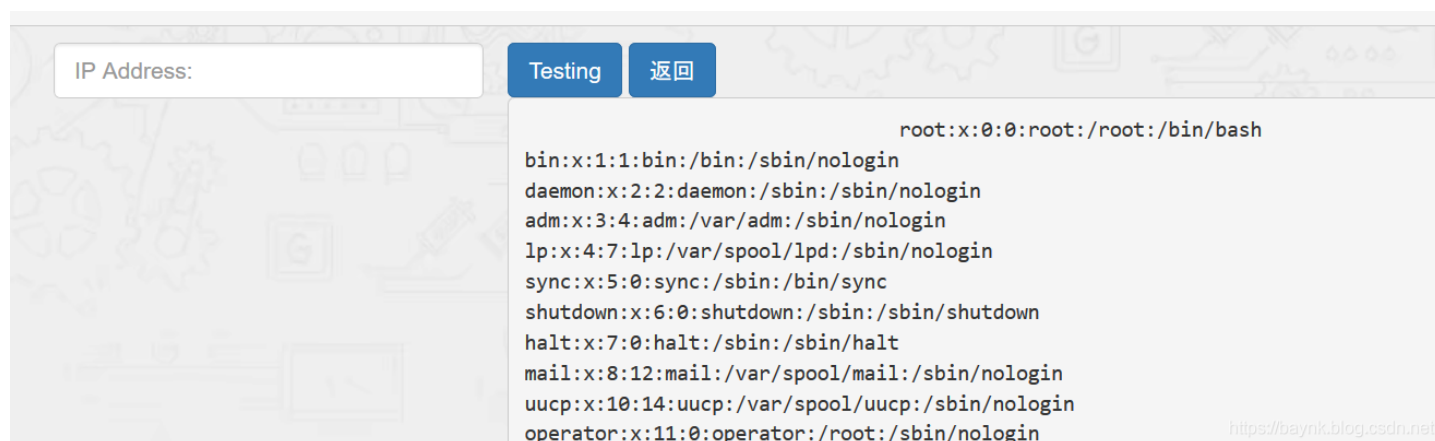 IP Address:
Testing
返回
root:x:0:0:root:/root:/bin/bash
bin:x:1:1:bin:/bin:/sbin/nologin
daemon:x:2:2:daemon:/sbin:/sbin/nologin
adm:x:3:4:adm:/var/adm:/sbin/nologin
lp:x:4:7:lp:/var/spool/lpd:/sbin/nologin
sync:x:5:0:sync:/sbin:/bin/sync
shutdown:x:6:0:shutdown:/sbin:/sbin/shutdown
halt:x:7:0:halt:/sbin:/sbin/halt
mail:x:8:12:mail:/var/spool/mail:/sbin/nologin
uucp:x:10:14:uucp:/var/spool/uucp:/sbin/nologin
operator:x:11:0:operator:/root:/sbin/nologin
https://baynk.blog.csdn.net